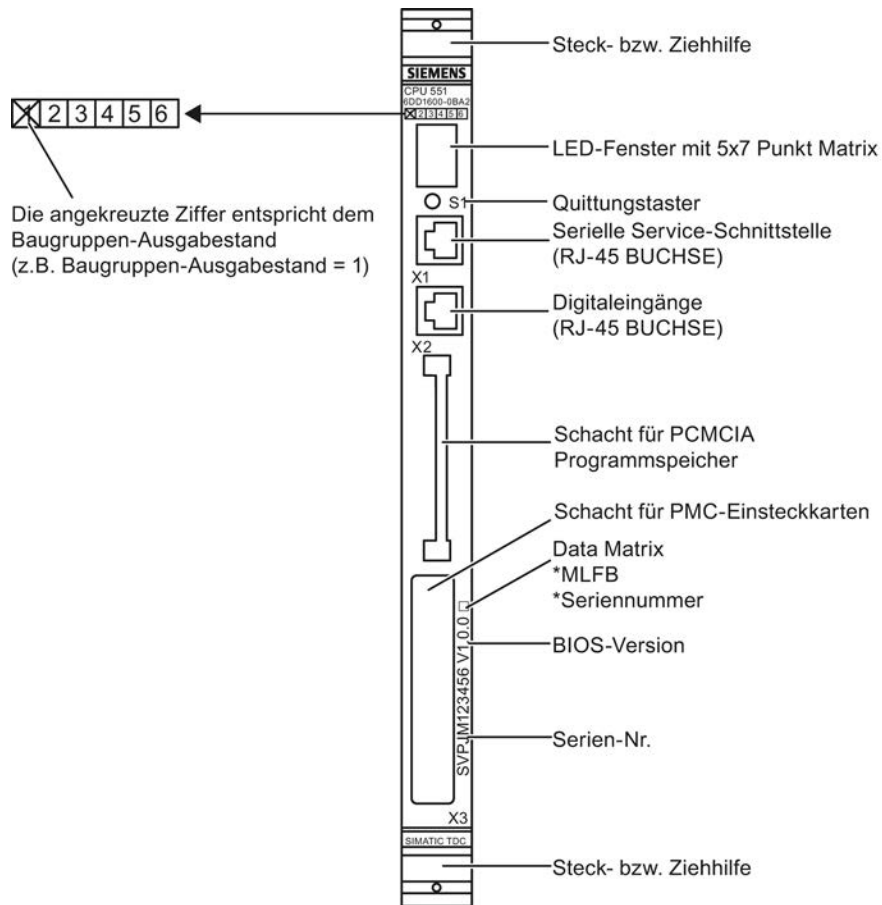 Steck- bzw. Ziehhilfe
SIEMENS
CPU 551
6DD1600-0BA2
X 2 3 4 5 6
1 2 3 4 5 6
LED-Fenster mit 5x7 Punkt Matrix
S1
Quittungstaster
Die angekreuzte Ziffer entspricht dem
Baugruppen-Ausgabestand
(z.B. Baugruppen-Ausgabestand = 1)
Serielle Service-Schnittstelle
(RJ-45 BUCHSE)
X1
Digitaleingänge
(RJ-45 BUCHSE)
X2
Schacht für PCMCIA
Programmspeicher
Schacht für PMC-Einsteckkarten
Data Matrix
*MLFB
*Seriennummer
BIOS-Version
SVPJM123456 V1.0.0
Serien-Nr.
X3
SIMATIC TDC
Steck- bzw. Ziehhilfe